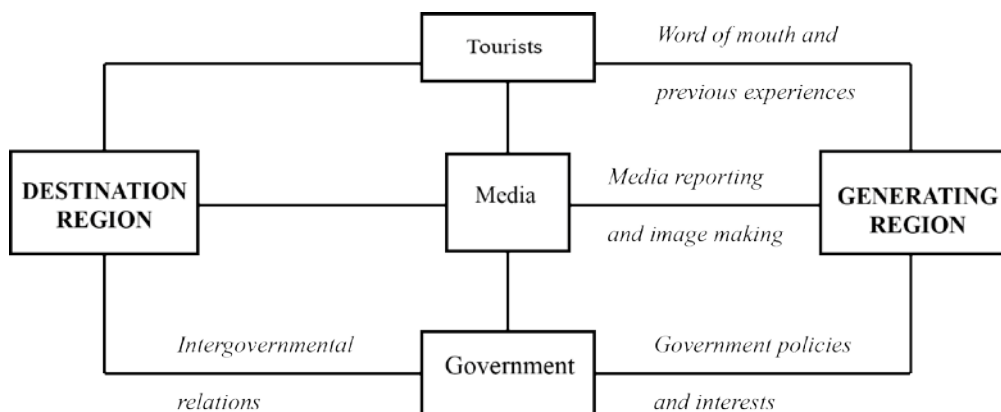 Tourists
Word of mouth and
previous experiences
DESTINATION
REGION
Media
Media reporting
and image making
GENERATING
REGION
Intergovernmental
relations
Government
Government policies
and interests